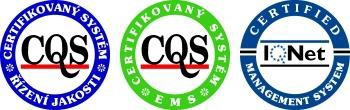 CERTIFIKOVANÝ SYSTÉM
CQS
ŘÍZENÍ JAKOSTI
CERTIFIKOVANÝ SYSTÉM
CQS
EMS
CERTIFIED
IQNet
MANAGEMENT SYSTEM